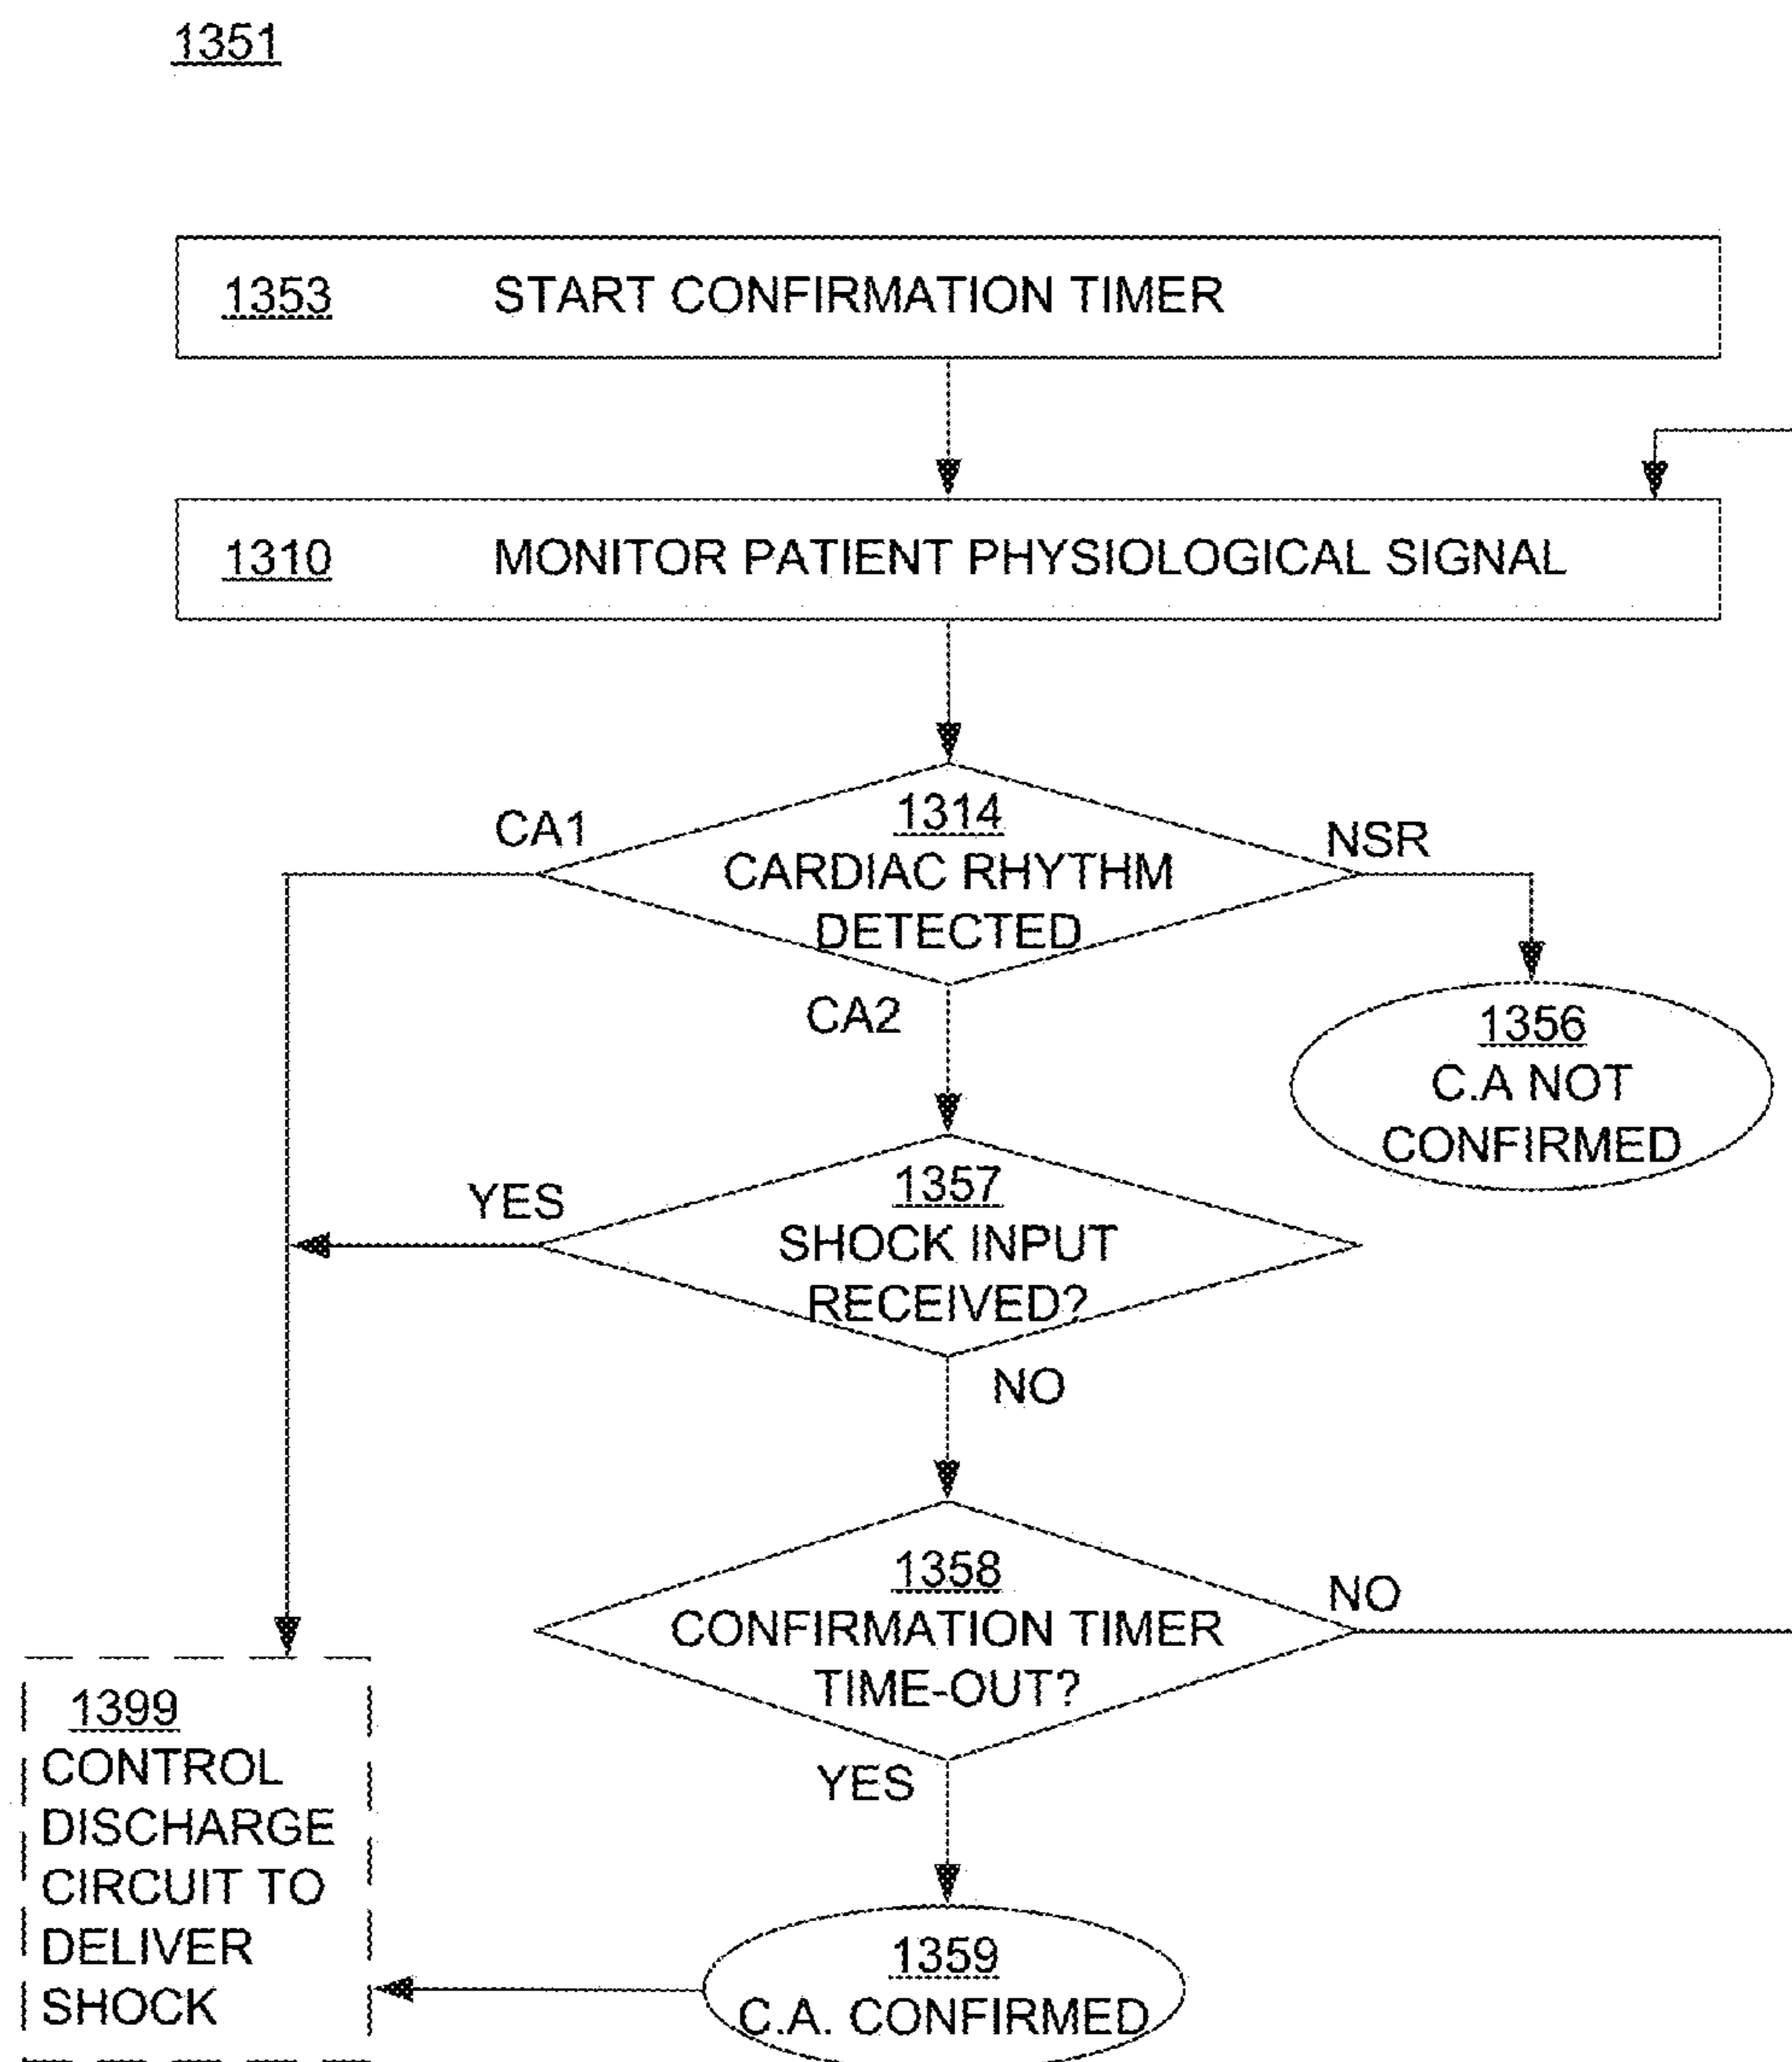 1351
1353 START CONFIRMATION TIMER
1310 MONITOR PATIENT PHYSIOLOGICAL SIGNAL
1314
CARDIAC RHYTHM
DETECTED
CA1
NSR
CA2
1356
C.A NOT
CONFIRMED
1357
SHOCK INPUT
RECEIVED?
YES
NO
1358
CONFIRMATION TIMER
TIME-OUT?
NO
YES
1399
CONTROL
DISCHARGE
CIRCUIT TO
DELIVER
SHOCK
1359
C.A. CONFIRMED